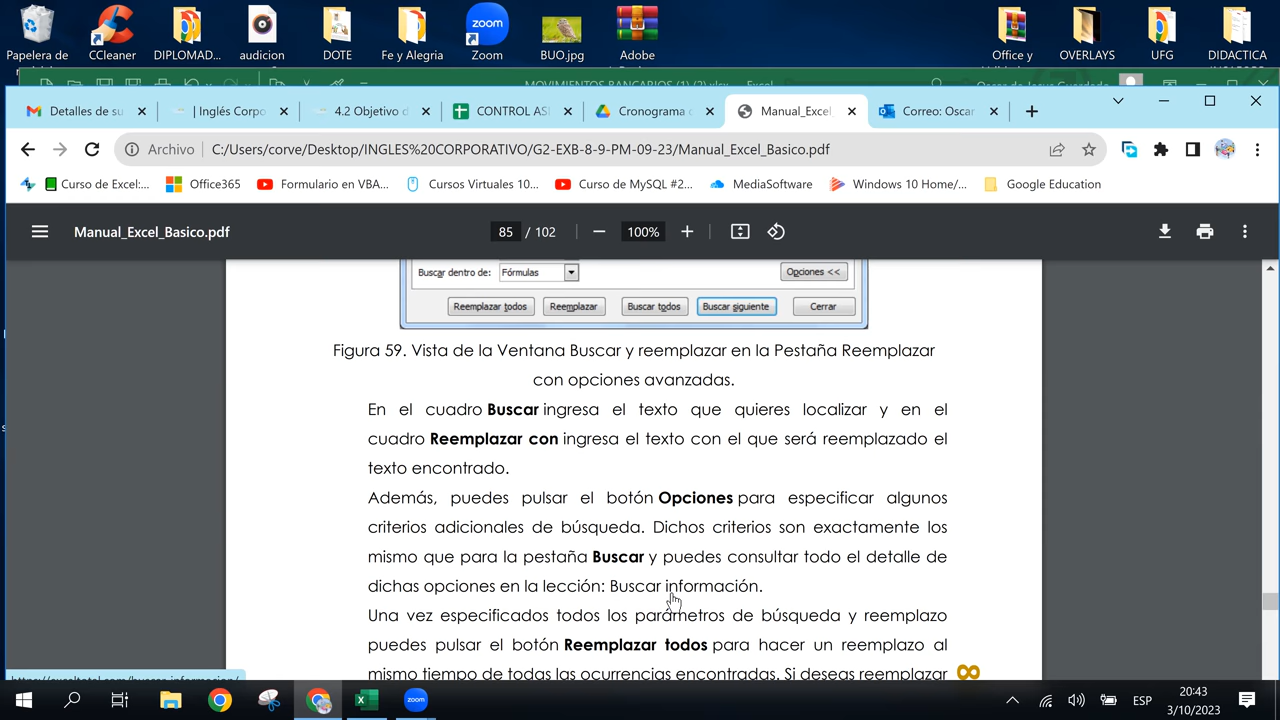 Papelera de
CCleaner
DIPLOMAD...
audicion
DOTE
Fe y Alegria
zoom
Zoom
BUO.jpg
Adobe
Office y
OVERLAYS
UFG
DIDACTICA
MOVIMIENTOS BANCARIOS (1) (2).xlsx - Excel
Detalles de su
| Inglés Corpo
4.2 Objetivo d
CONTROL ASI
Cronograma d
Manual_Excel_
Correo: Oscar
Archivo
C:/Users/corve/Desktop/INGLES%20CORPORATIVO/G2-EXB-8-9-PM-09-23/Manual_Excel_Basico.pdf
Curso de Excel:...
Office365
Formulario en VBA...
Cursos Virtuales 10...
Curso de MySQL #2...
MediaSoftware
Windows 10 Home/...
Google Education
Manual_Excel_Basico.pdf
85 / 102
100%
Buscar dentro de:
Fórmulas
Opciones <<
Reemplazar todos
Reemplazar
Buscar todos
Buscar siguiente
Cerrar
Figura 59. Vista de la Ventana Buscar y reemplazar en la Pestaña Reemplazar
con opciones avanzadas.
En el cuadro Buscar ingresa el texto que quieres localizar y en el
cuadro Reemplazar con ingresa el texto con el que será reemplazado el
texto encontrado.
Además, puedes pulsar el botón Opciones para especificar algunos
criterios adicionales de búsqueda. Dichos criterios son exactamente los
mismo que para la pestaña Buscar y puedes consultar todo el detalle de
dichas opciones en la lección: Buscar información.
Una vez especificados todos los parámetros de búsqueda y reemplazo
puedes pulsar el botón Reemplazar todos para hacer un reemplazo al
mismo tiempo de todas las ocurrencias encontradas. Si deseas reemplazar
ESP
20:43
3/10/2023